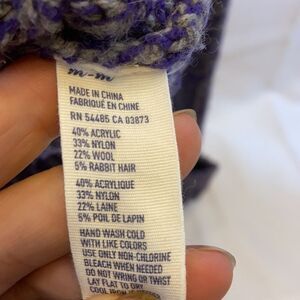 m-m
MADE IN CHINA
FABRIQUÉ EN CHINE
RN 54485 CA 03873
40% ACRYLIC
33% NYLON
22% WOOL
5% RABBIT HAIR
40% ACRYLIQUE
33% NYLON
22% LAINE
5% POIL DE LAPIN
HAND WASH COLD
WITH LIKE COLORS
USE ONLY NON-CHLORINE
BLEACH WHEN NEEDED
DO NOT WRING OR TWIST
LAY FLAT TO DRY
COOL IRON